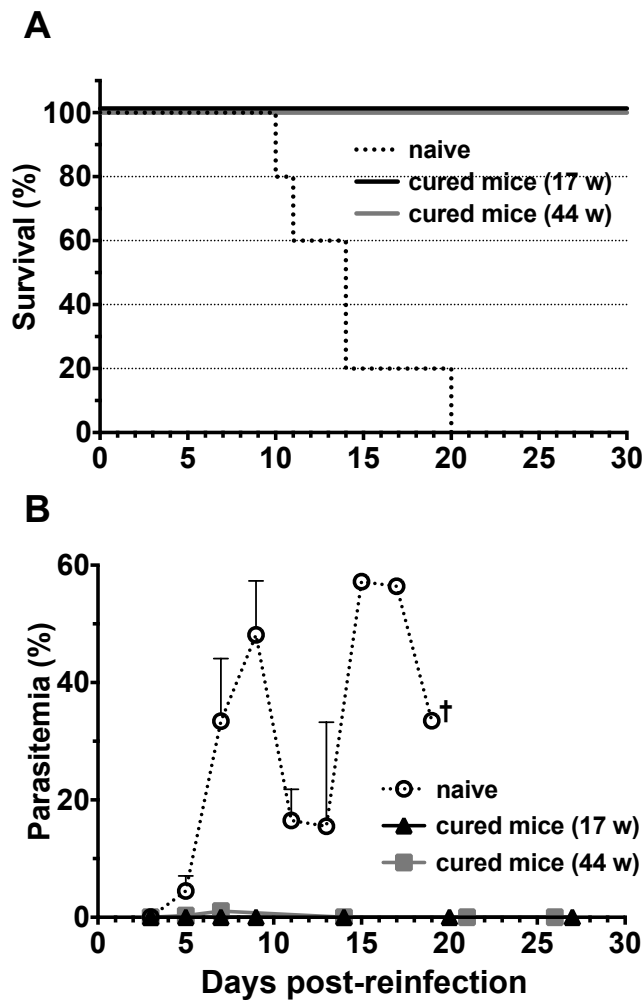 A
Survival (%)
100
80
60
40
20
0
naive
cured mice (17 w)
cured mice (44 w)
0 5 10 15 20 25 30
B
Parasitemia (%)
60
40
20
0
†
naive
cured mice (17 w)
cured mice (44 w)
0 5 10 15 20 25 30
Days post-reinfection